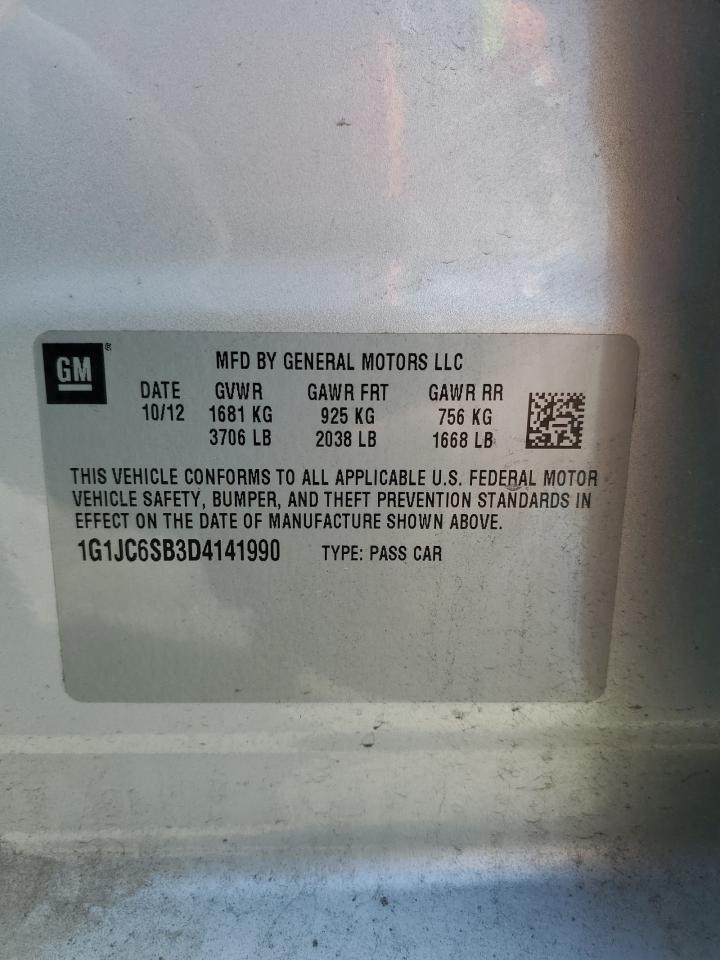 GM®
MFD BY GENERAL MOTORS LLC
DATE GVWR GAWR FRT GAWR RR
10/12 1681 KG 925 KG 756 KG
3706 LB 2038 LB 1668 LB
THIS VEHICLE CONFORMS TO ALL APPLICABLE U.S. FEDERAL MOTOR
VEHICLE SAFETY, BUMPER, AND THEFT PREVENTION STANDARDS IN
EFFECT ON THE DATE OF MANUFACTURE SHOWN ABOVE.
1G1JC6SB3D4141990 TYPE: PASS CAR